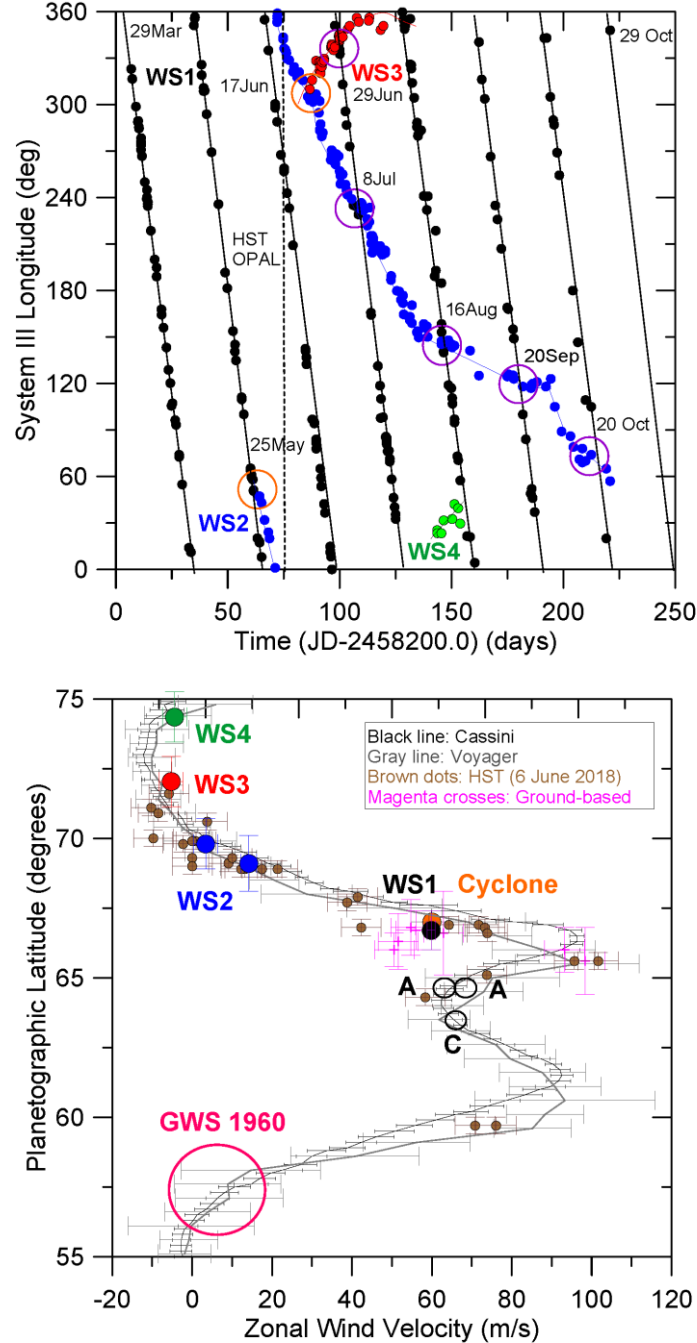 360
300
240
180
120
60
0
System III Longitude (deg)
29Mar
WS1
17Jun
WS3
29Jun
29 Oct
8Jul
HST
OPAL
16Aug
20Sep
25May
20 Oct
WS2
WS4
0 50 100 150 200 250
Time (JD-2458200.0) (days)
75
70
65
60
55
Planetographic Latitude (degrees)
WS4
WS3
Black line: Cassini
Gray line: Voyager
Brown dots: HST (6 June 2018)
Magenta crosses: Ground-based
WS2
WS1 Cyclone
A A
C
GWS 1960
-20 0 20 40 60 80 100 120
Zonal Wind Velocity (m/s)